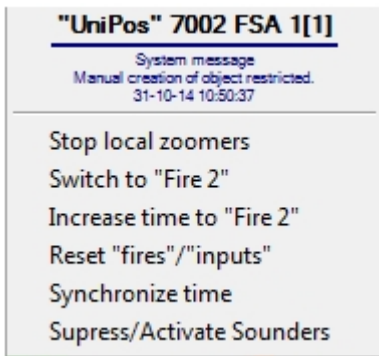 "UniPos" 7002 FSA 1[1]
System message
Manual creation of object restricted.
31-10-14 10:50:37
Stop local zoomers
Switch to "Fire 2"
Increase time to "Fire 2"
Reset "fires"/"inputs"
Synchronize time
Supress/Activate Sounders